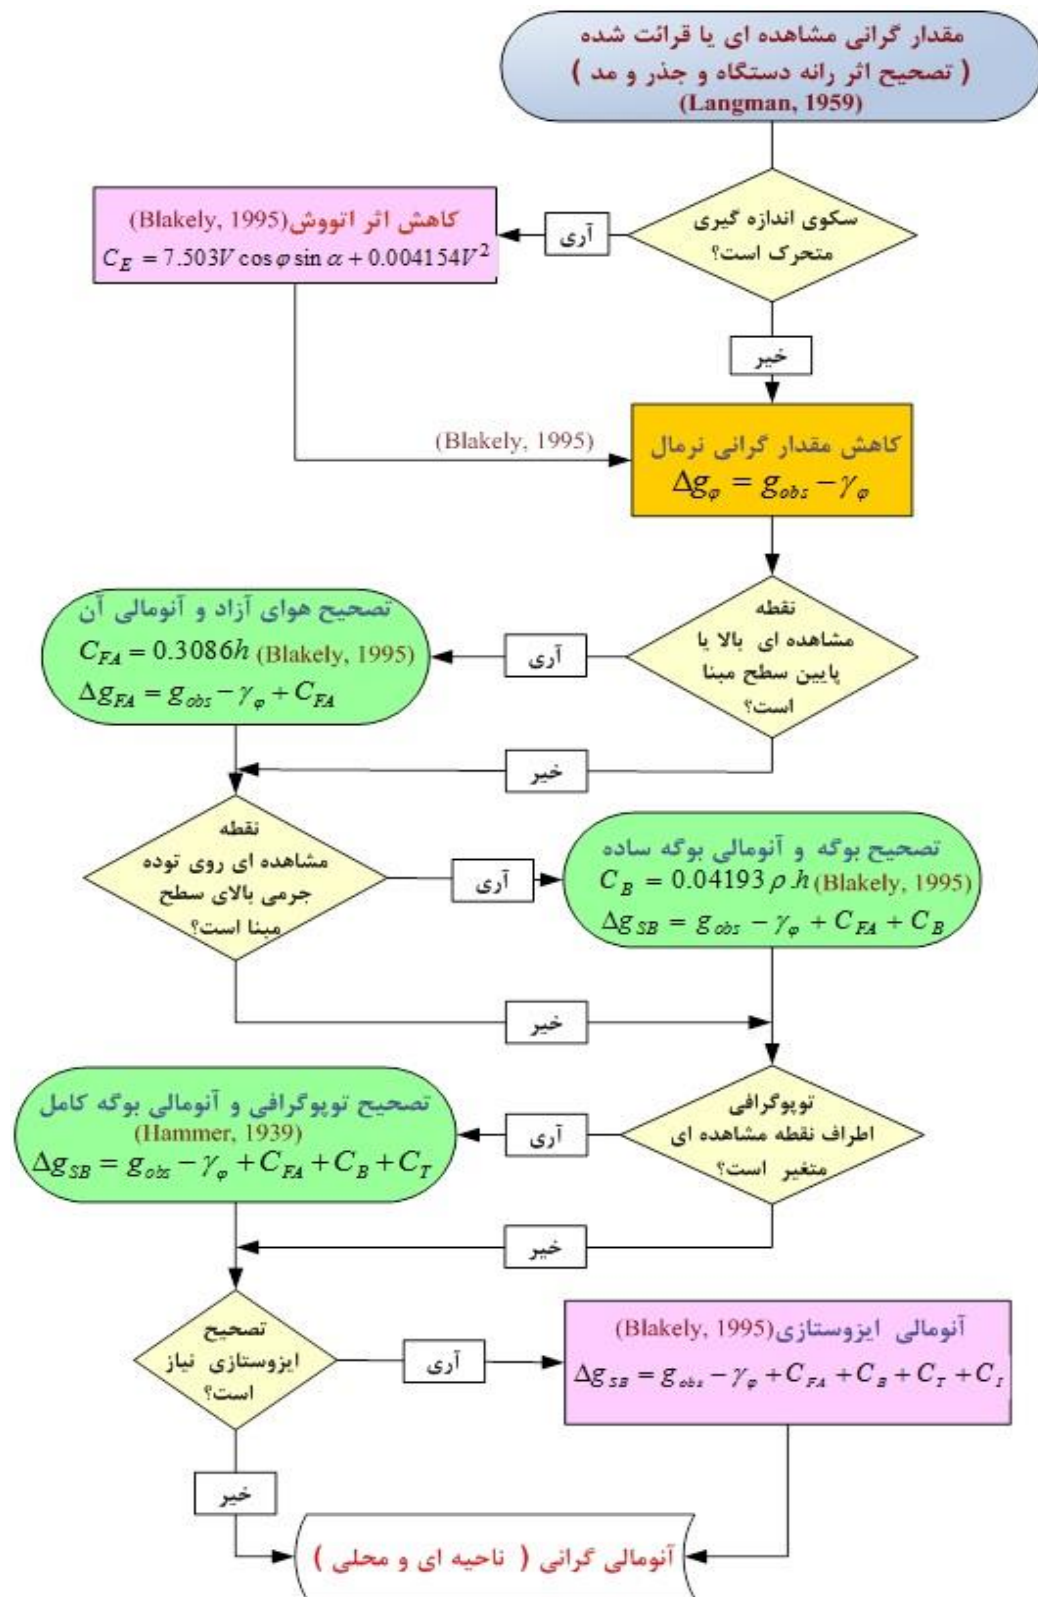 مقدار گرانی مشاهده ای یا قرائت شده
( تصحیح اثر رانه دستگاه و جذر و مد )
(Langman, 1959)
سکوی اندازه گیری
متحرک است؟
آری
کاهش اثر اتووش(Blakely, 1995)
C_E = 7.503V cos φ sin α + 0.004154V²
خیر
(Blakely, 1995)
کاهش مقدار گرانی نرمال
Δg_φ = g_obs − γ_φ
نقطه
مشاهده ای بالا یا
پایین سطح مبنا
است؟
آری
تصحیح هوای آزاد و آنومالی آن
C_FA = 0.3086h (Blakely, 1995)
Δg_FA = g_obs − γ_φ + C_FA
خیر
نقطه
مشاهده ای روی توده
جرمی بالای سطح
مبنا است؟
آری
تصحیح بوگه و آنومالی بوگه ساده
C_B = 0.04193 ρ.h (Blakely, 1995)
Δg_SB = g_obs − γ_φ + C_FA + C_B
خیر
توپوگرافی
اطراف نقطه مشاهده ای
متغیر است؟
آری
تصحیح توپوگرافی و آنومالی بوگه کامل
(Hammer, 1939)
Δg_SB = g_obs − γ_φ + C_FA + C_B + C_T
خیر
تصحیح
ایزوستازی نیاز
است؟
آری
آنومالی ایزوستازی(Blakely, 1995)
Δg_SB = g_obs − γ_φ + C_FA + C_B + C_T + C_I
خیر
آنومالی گرانی ( ناحیه ای و محلی )